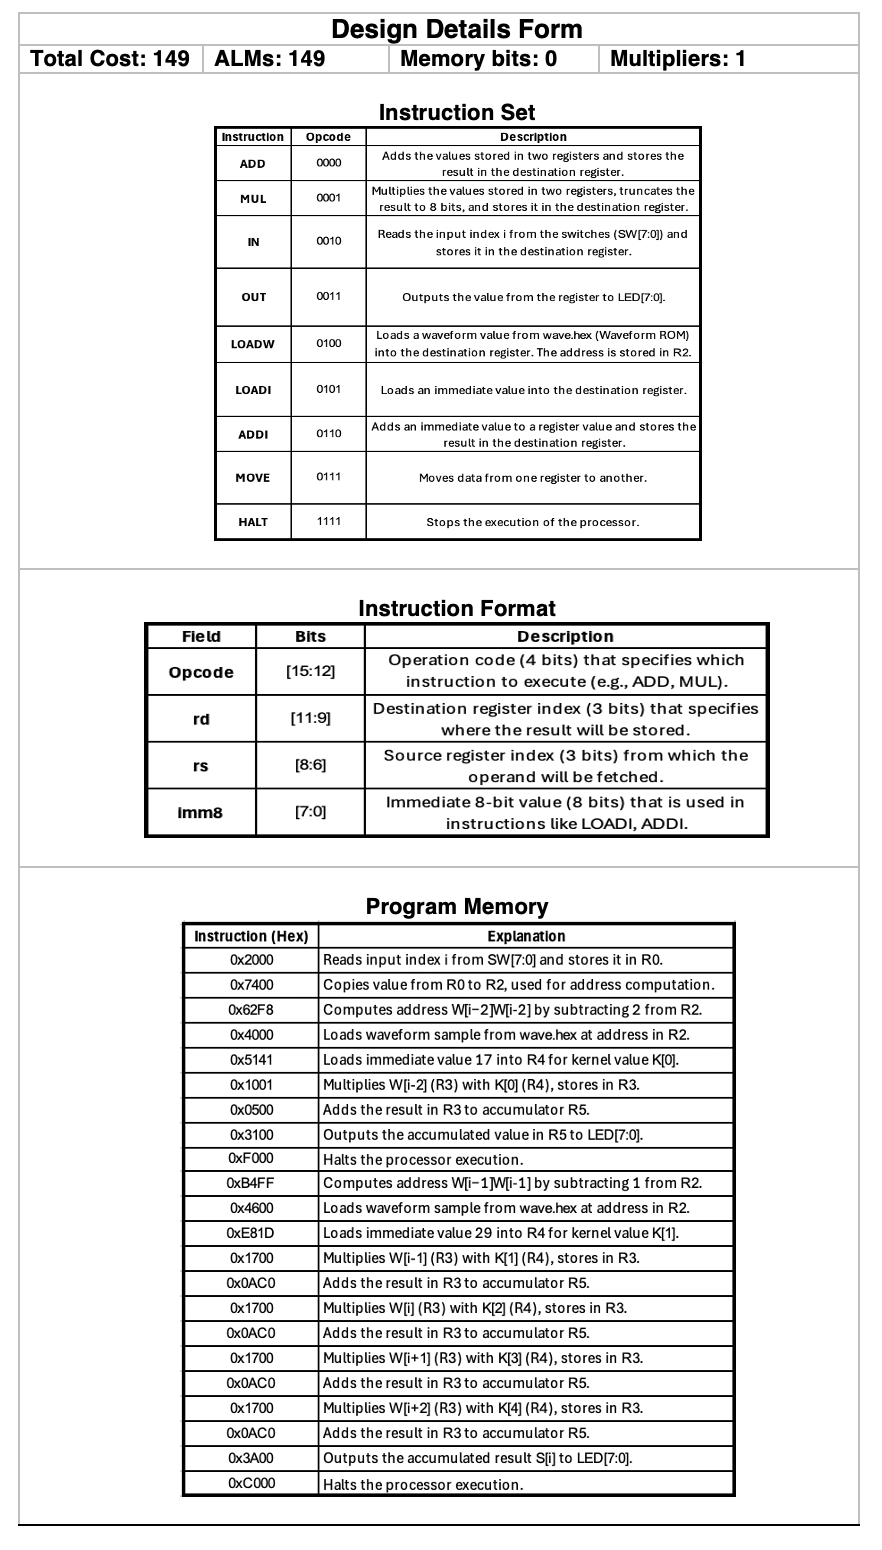 Design Details Form
Total Cost: 149 ALMs: 149 Memory bits: 0 Multipliers: 1
Instruction Set
Instruction Opcode Description
ADD 0000 Adds the values stored in two registers and stores the
result in the destination register.
MUL 0001 Multiplies the values stored in two registers, truncates the
result to 8 bits, and stores it in the destination register.
IN 0010 Reads the input index i from the switches (SW[7:0]) and
stores it in the destination register.
OUT 0011 Outputs the value from the register to LED[7:0].
LOADW 0100 Loads a waveform value from wave.hex (Waveform ROM)
into the destination register. The address is stored in R2.
LOADI 0101 Loads an immediate value into the destination register.
ADDI 0110 Adds an immediate value to a register value and stores the
result in the destination register.
MOVE 0111 Moves data from one register to another.
HALT 1111 Stops the execution of the processor.
Instruction Format
Field Bits Description
Opcode [15:12] Operation code (4 bits) that specifies which
instruction to execute (e.g., ADD, MUL).
rd [11:9] Destination register index (3 bits) that specifies
where the result will be stored.
rs [8:6] Source register index (3 bits) from which the
operand will be fetched.
imm8 [7:0] Immediate 8-bit value (8 bits) that is used in
instructions like LOADI, ADDI.
Program Memory
Instruction (Hex) Explanation
0x2000 Reads input index i from SW[7:0] and stores it in R0.
0x7400 Copies value from R0 to R2, used for address computation.
0x62F8 Computes address W[i−2]W[i-2] by subtracting 2 from R2.
0x4000 Loads waveform sample from wave.hex at address in R2.
0x5141 Loads immediate value 17 into R4 for kernel value K[0].
0x1001 Multiplies W[i-2] (R3) with K[0] (R4), stores in R3.
0x0500 Adds the result in R3 to accumulator R5.
0x3100 Outputs the accumulated value in R5 to LED[7:0].
0xF000 Halts the processor execution.
0xB4FF Computes address W[i−1]W[i-1] by subtracting 1 from R2.
0x4600 Loads waveform sample from wave.hex at address in R2.
0xE81D Loads immediate value 29 into R4 for kernel value K[1].
0x1700 Multiplies W[i-1] (R3) with K[1] (R4), stores in R3.
0x0AC0 Adds the result in R3 to accumulator R5.
0x1700 Multiplies W[i] (R3) with K[2] (R4), stores in R3.
0x0AC0 Adds the result in R3 to accumulator R5.
0x1700 Multiplies W[i+1] (R3) with K[3] (R4), stores in R3.
0x0AC0 Adds the result in R3 to accumulator R5.
0x1700 Multiplies W[i+2] (R3) with K[4] (R4), stores in R3.
0x0AC0 Adds the result in R3 to accumulator R5.
0x3A00 Outputs the accumulated result S[i] to LED[7:0].
0xC000 Halts the processor execution.